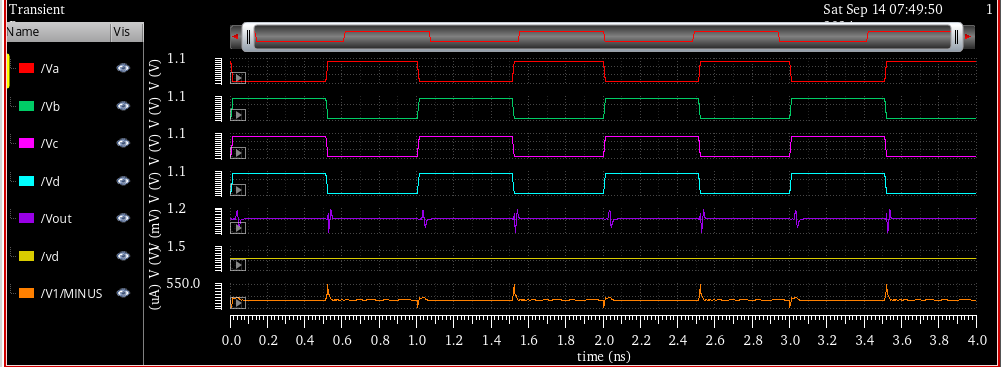 Transient
Sat Sep 14 07:49:50
1
Name Vis
/Va
/Vb
/Vc
/Vd
/Vout
/vd
/V1/MINUS
1.1
V (V)
1.1
V (V)
1.1
V (V)
1.1
V (V)
1.2
V (mV)
1.5
V (V)
550.0
(uA)
0.0 0.2 0.4 0.6 0.8 1.0 1.2 1.4 1.6 1.8 2.0 2.2 2.4 2.6 2.8 3.0 3.2 3.4 3.6 3.8 4.0
time (ns)